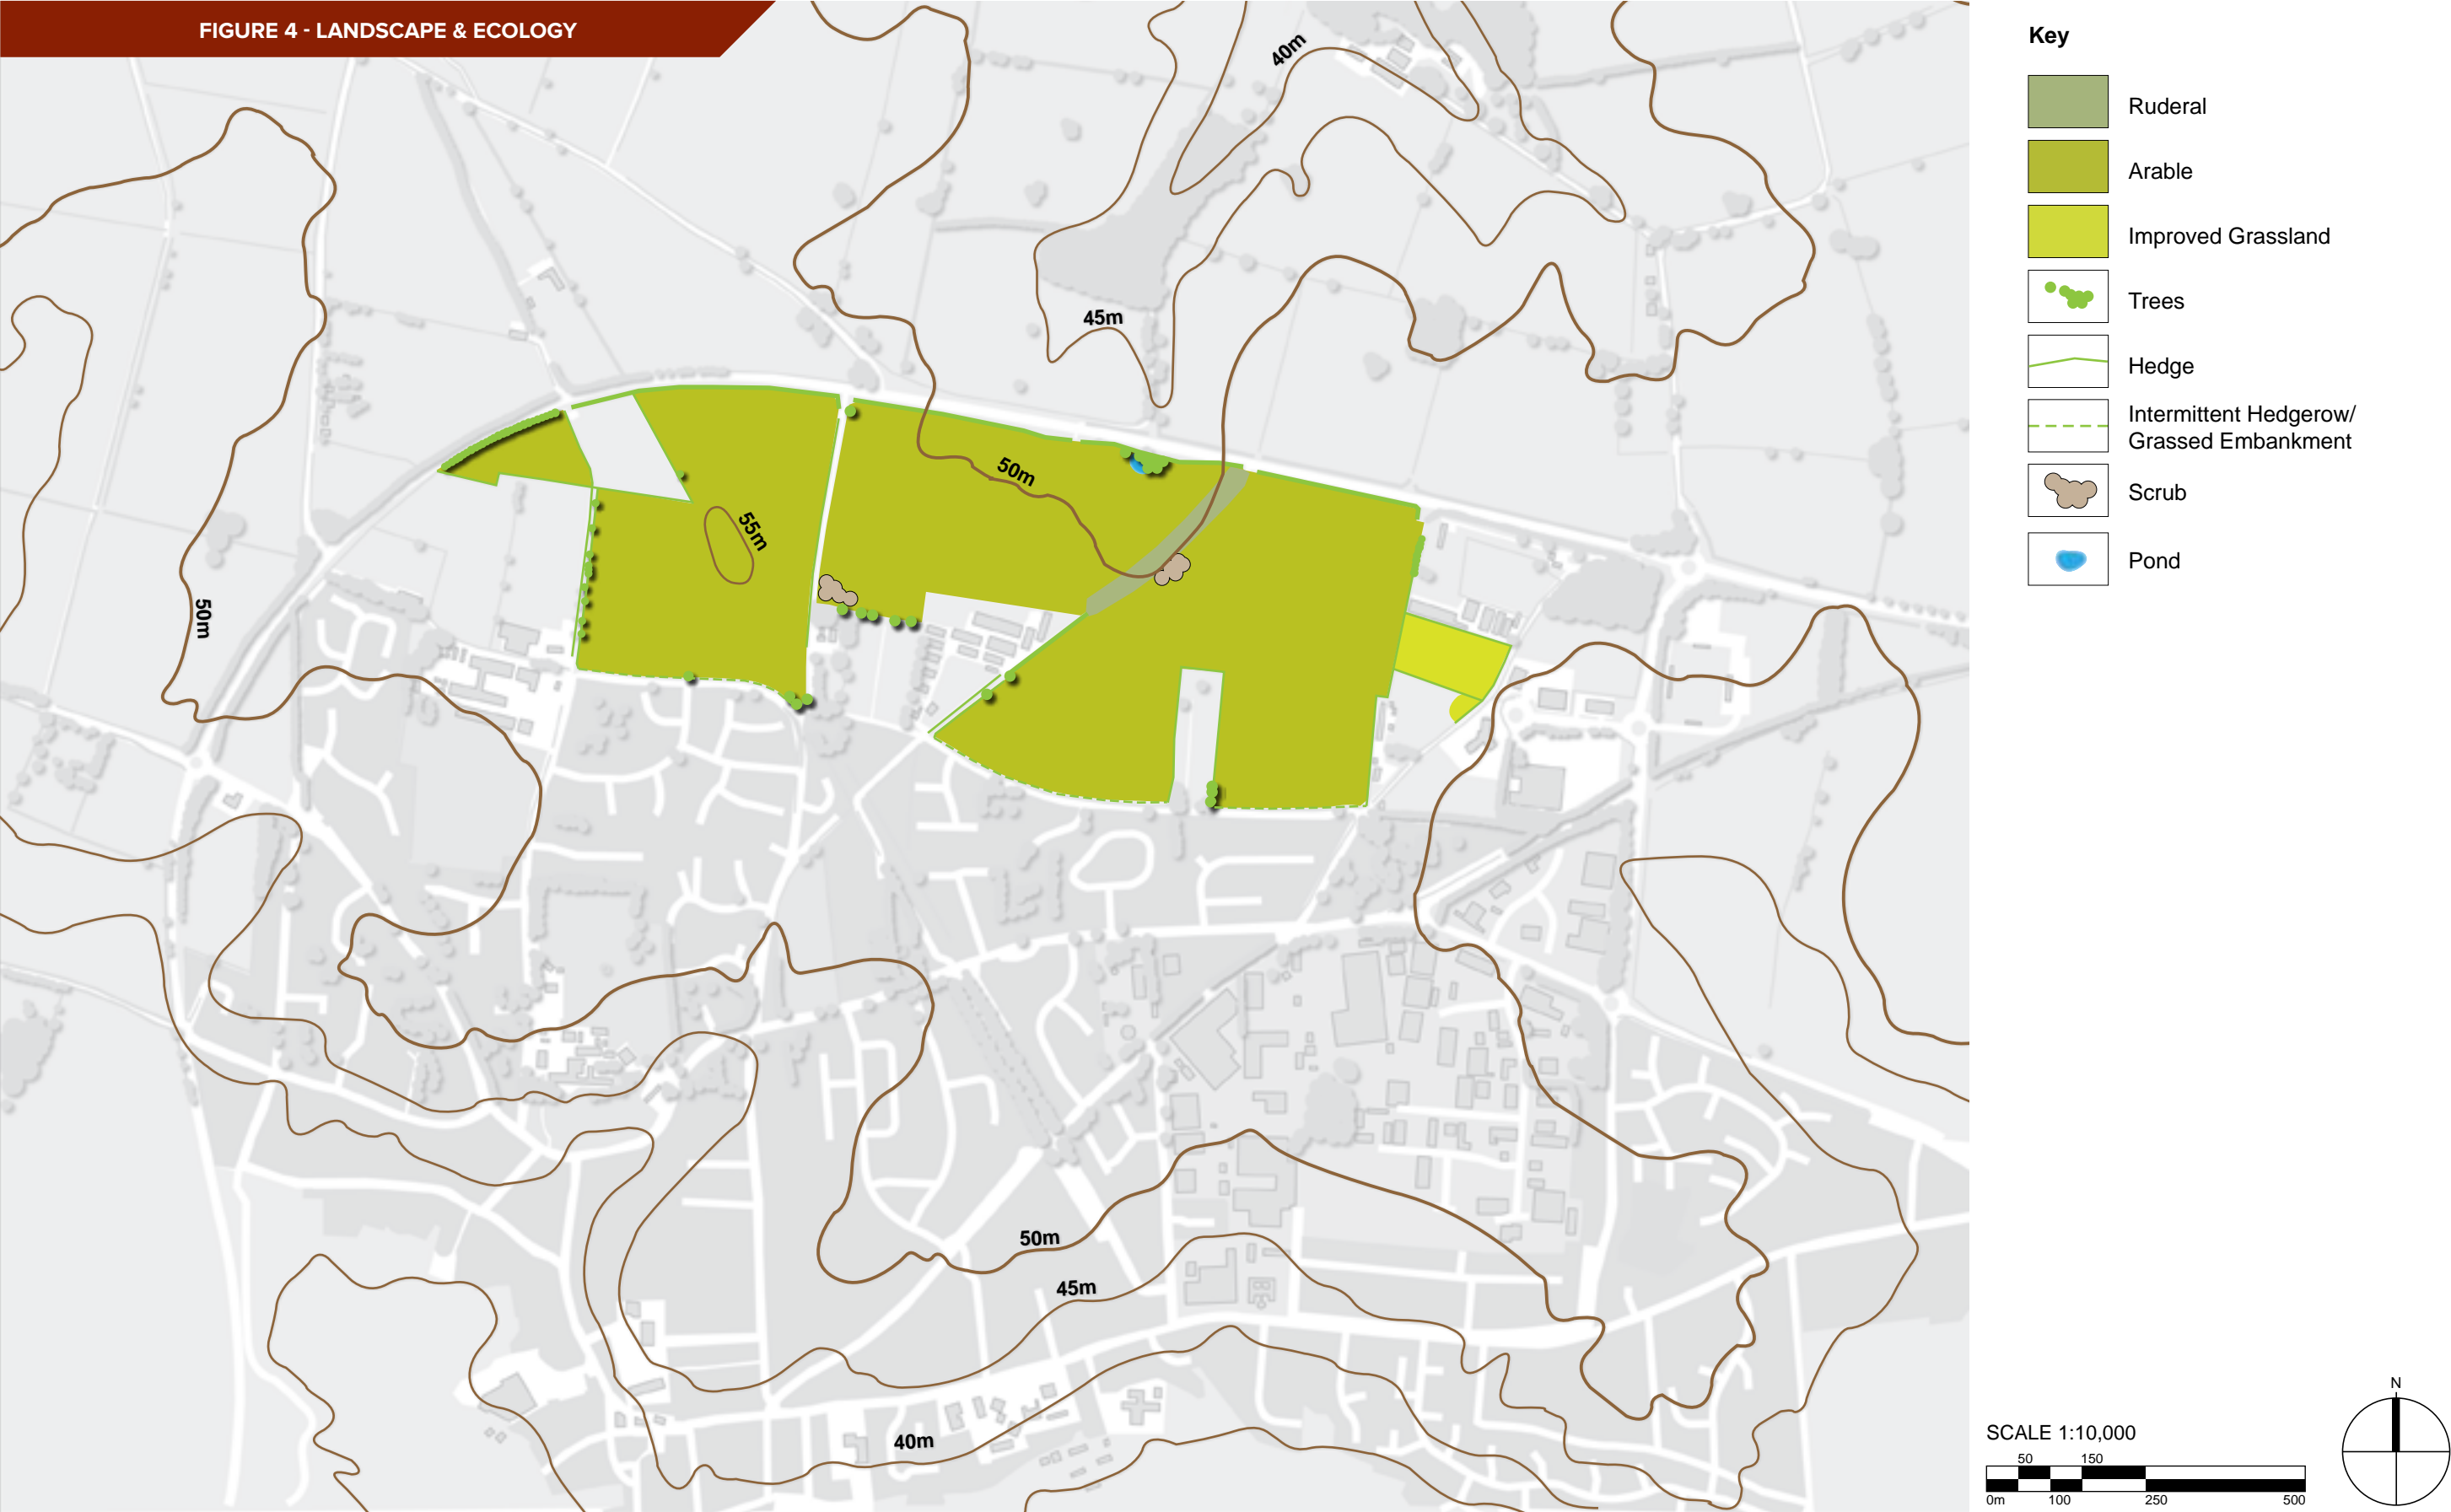 FIGURE 4 - LANDSCAPE & ECOLOGY
40m
45m
50m
55m
50m
50m
45m
40m
Key
Ruderal
Arable
Improved Grassland
Trees
Hedge
Intermittent Hedgerow/
Grassed Embankment
Scrub
Pond
N
SCALE 1:10,000
50 150
0m 100 250 500